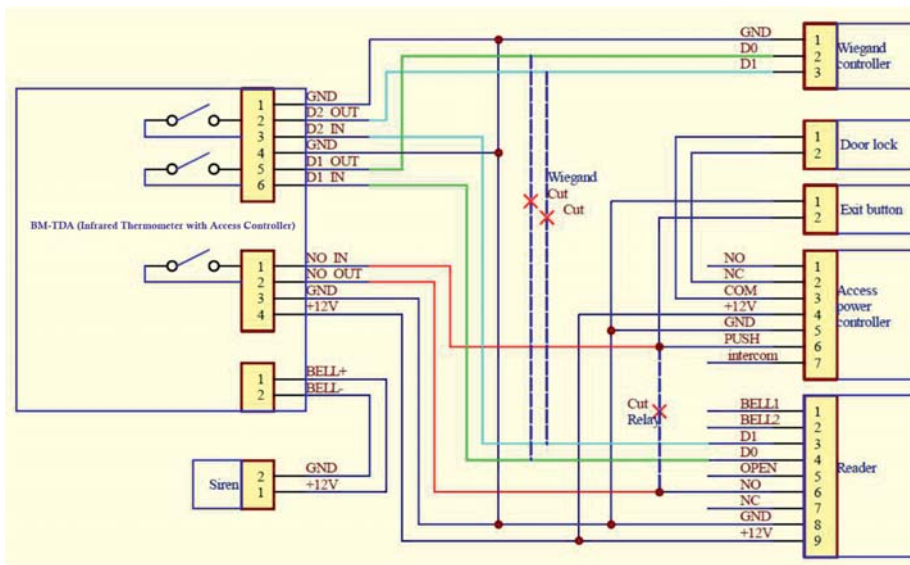 GND
D0
D1
1
2
3
Wiegand
controller
GND
D2 OUT
D2 IN
GND
D1 OUT
D1 IN
1
2
3
4
5
6
1
2
Door lock
Wiegand
Cut
Cut
1
2
Exit button
BM-TDA (Infrared Thermometer with Access Controller)
NO IN
NO OUT
GND
+12V
1
2
3
4
NO
NC
COM
+12V
GND
PUSH
intercom
1
2
3
4
5
6
7
Access
power
controller
BELL+
BELL-
1
2
Cut
Relay
BELL1
BELL2
D1
D0
OPEN
NO
NC
GND
+12V
1
2
3
4
5
6
7
8
9
Reader
Siren
2
1
GND
+12V